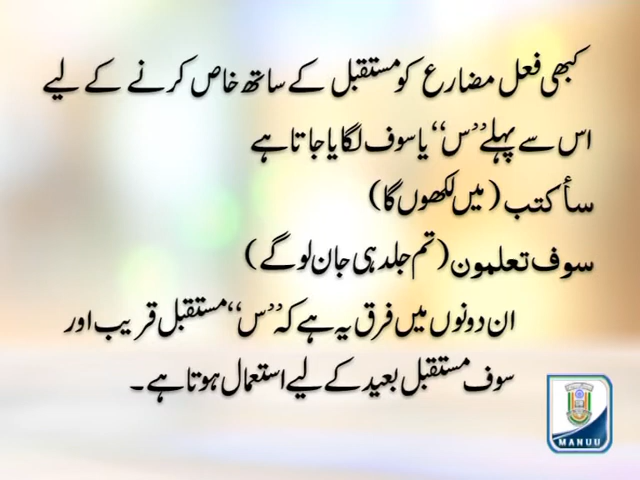 کبھی فعل مضارع کو مستقبل کے ساتھ خاص کرنے کے لیے
اس سے پہلے ”س“ یا سوف لگایا جاتا ہے
سأکتب (میں لکھوں گا)
سوف تعلمون (تم جلد ہی جان لو گے)
ان دونوں میں فرق یہ ہے کہ ”س“ مستقبل قریب اور
سوف مستقبل بعید کے لیے استعمال ہوتا ہے۔
MANUU